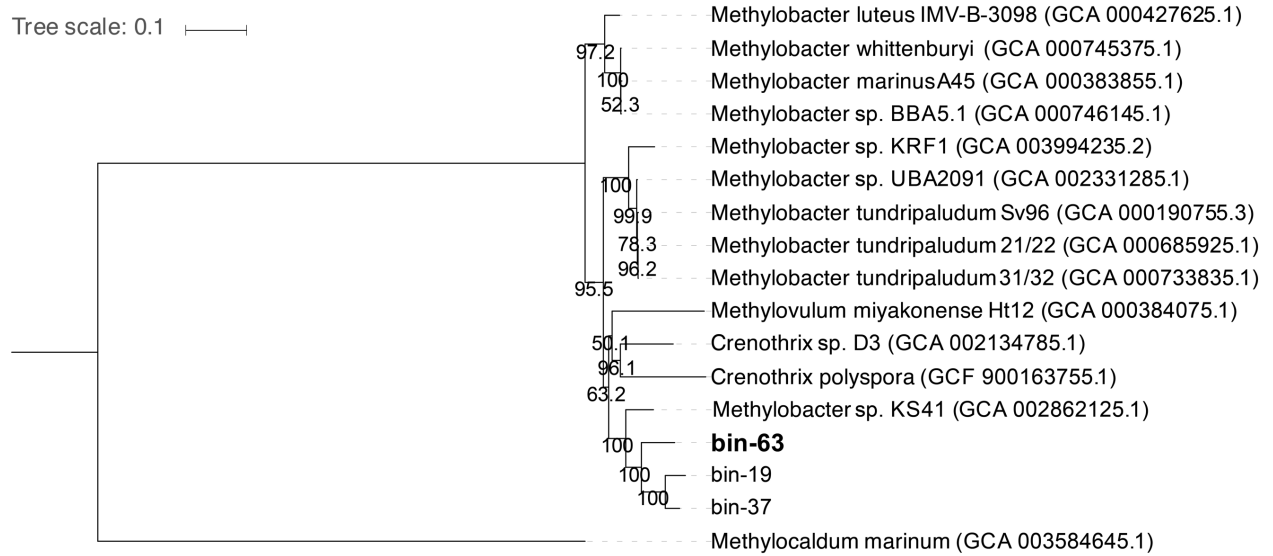 Tree scale: 0.1
Methylobacter luteus IMV-B-3098 (GCA 000427625.1)
97.2
Methylobacter whittenburyi (GCA 000745375.1)
100
Methylobacter marinus A45 (GCA 000383855.1)
52.3
Methylobacter sp. BBA5.1 (GCA 000746145.1)
Methylobacter sp. KRF1 (GCA 003994235.2)
100
Methylobacter sp. UBA2091 (GCA 002331285.1)
99.9
Methylobacter tundripaludum Sv96 (GCA 000190755.3)
78.3
Methylobacter tundripaludum 21/22 (GCA 000685925.1)
96.2
Methylobacter tundripaludum 31/32 (GCA 000733835.1)
95.5
Methylovulum miyakonense Ht12 (GCA 000384075.1)
50.1
Crenothrix sp. D3 (GCA 002134785.1)
96.1
Crenothrix polyspora (GCF 900163755.1)
63.2
Methylobacter sp. KS41 (GCA 002862125.1)
100
bin-63
100
bin-19
100
bin-37
Methylocaldum marinum (GCA 003584645.1)